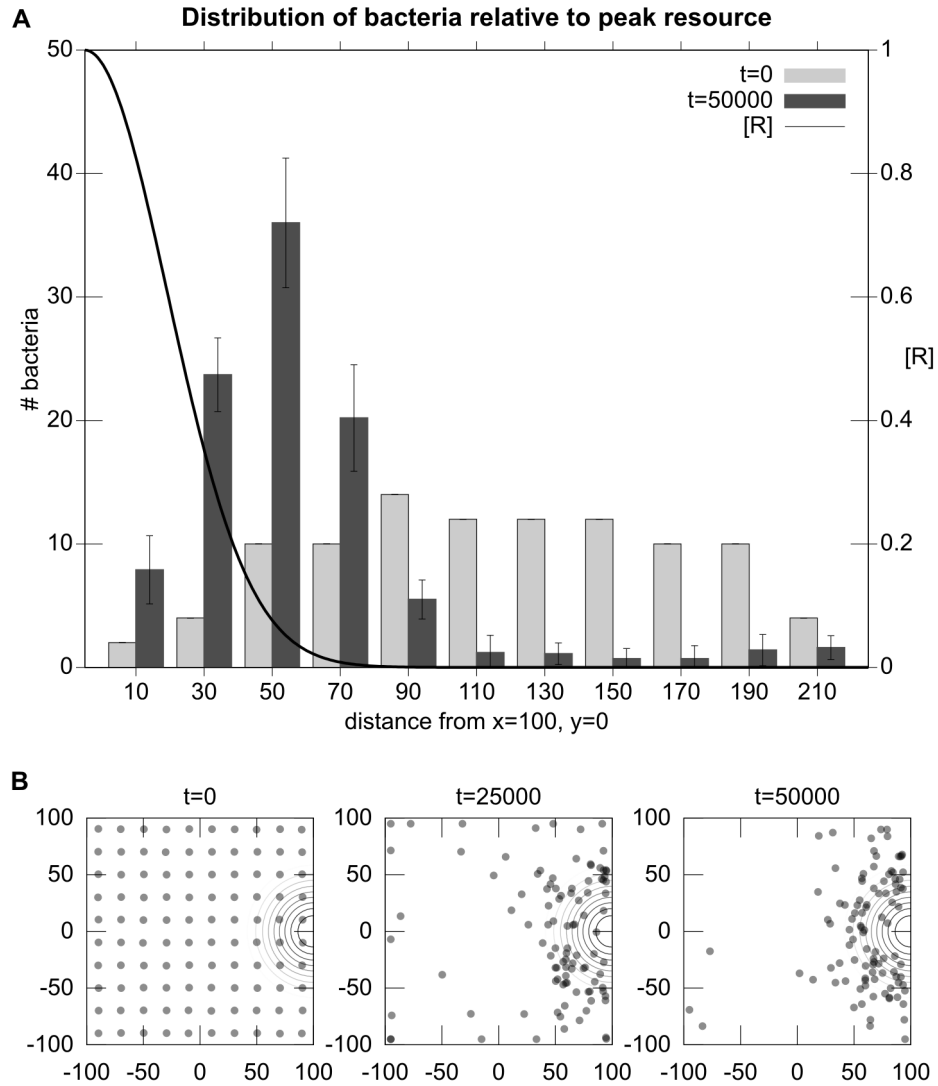 A
Distribution of bacteria relative to peak resource
50 1
t=0
t=50000
[R]
40 0.8
30 0.6
# bacteria
[R]
20 0.4
10 0.2
0 0
10 30 50 70 90 110 130 150 170 190 210
distance from x=100, y=0
B
t=0 t=25000 t=50000
100 100 100
50 50 50
0 0 0
-50 -50 -50
-100 -100 -100
-100 -50 0 50 100 -100 -50 0 50 100 -100 -50 0 50 100